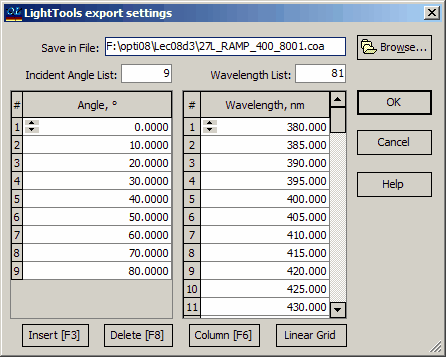 OL LightTools export settings
Save in File: F:\opti08\Lec08d3\27L_RAMP_400_8001.coa Browse...
Incident Angle List: 9 Wavelength List: 81
# Angle, ° # Wavelength, nm OK
1 0.0000 1 380.000
2 10.0000 2 385.000 Cancel
3 20.0000 3 390.000
4 30.0000 4 395.000 Help
5 40.0000 5 400.000
6 50.0000 6 405.000
7 60.0000 7 410.000
8 70.0000 8 415.000
9 80.0000 9 420.000
10 425.000
11 430.000
Insert [F3] Delete [F8] Column [F6] Linear Grid